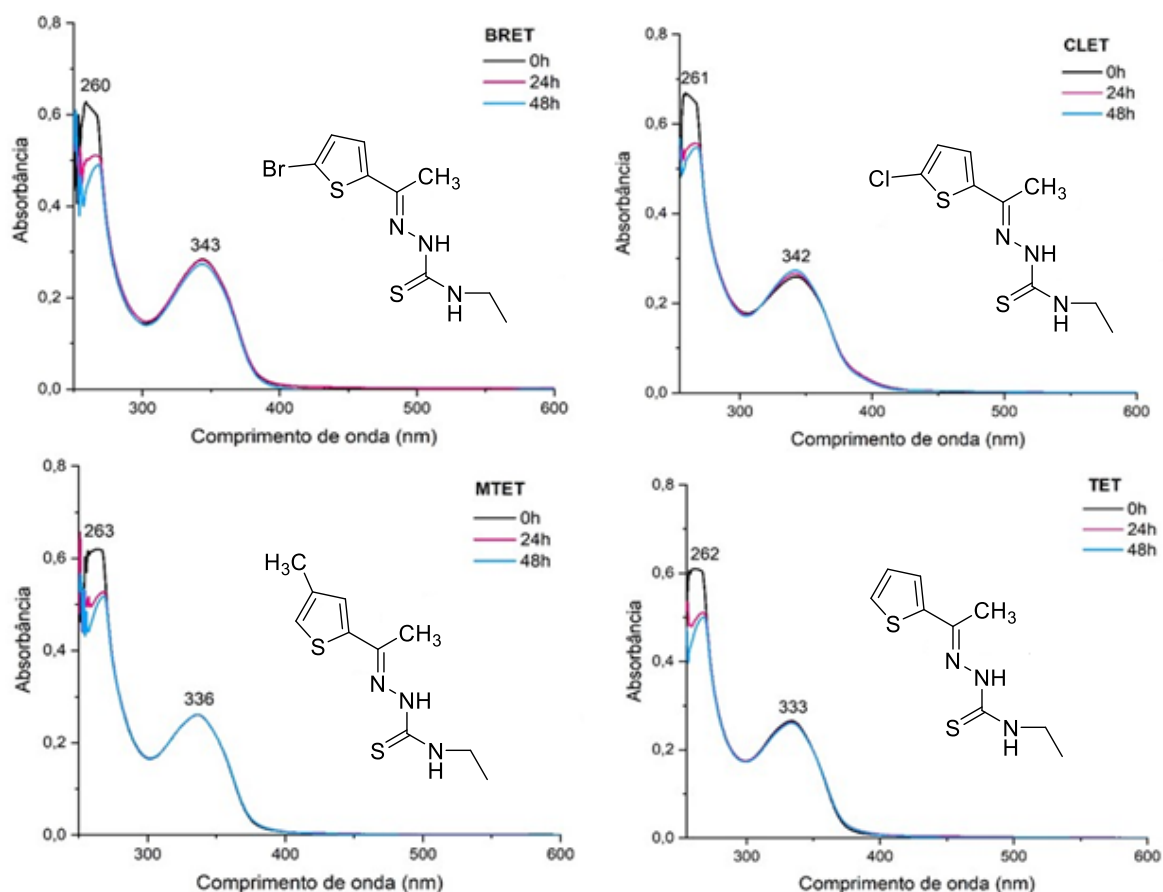 BRET
0h
24h
48h
260
343
Br
S
CH3
N
NH
S
N
H
0,8
0,6
0,4
0,2
0,0
300
400
500
600
Absorbância
Comprimento de onda (nm)
CLET
0h
24h
48h
261
342
Cl
S
CH3
N
NH
S
N
H
0,8
0,6
0,4
0,2
0,0
300
400
500
600
Absorbância
Comprimento de onda (nm)
MTET
0h
24h
48h
263
336
H3C
S
CH3
N
NH
S
N
H
0,8
0,6
0,4
0,2
0,0
300
400
500
600
Absorbância
Comprimento de onda (nm)
TET
0h
24h
48h
262
333
S
CH3
N
NH
S
N
H
0,8
0,6
0,4
0,2
0,0
300
400
500
600
Absorbância
Comprimento de onda (nm)